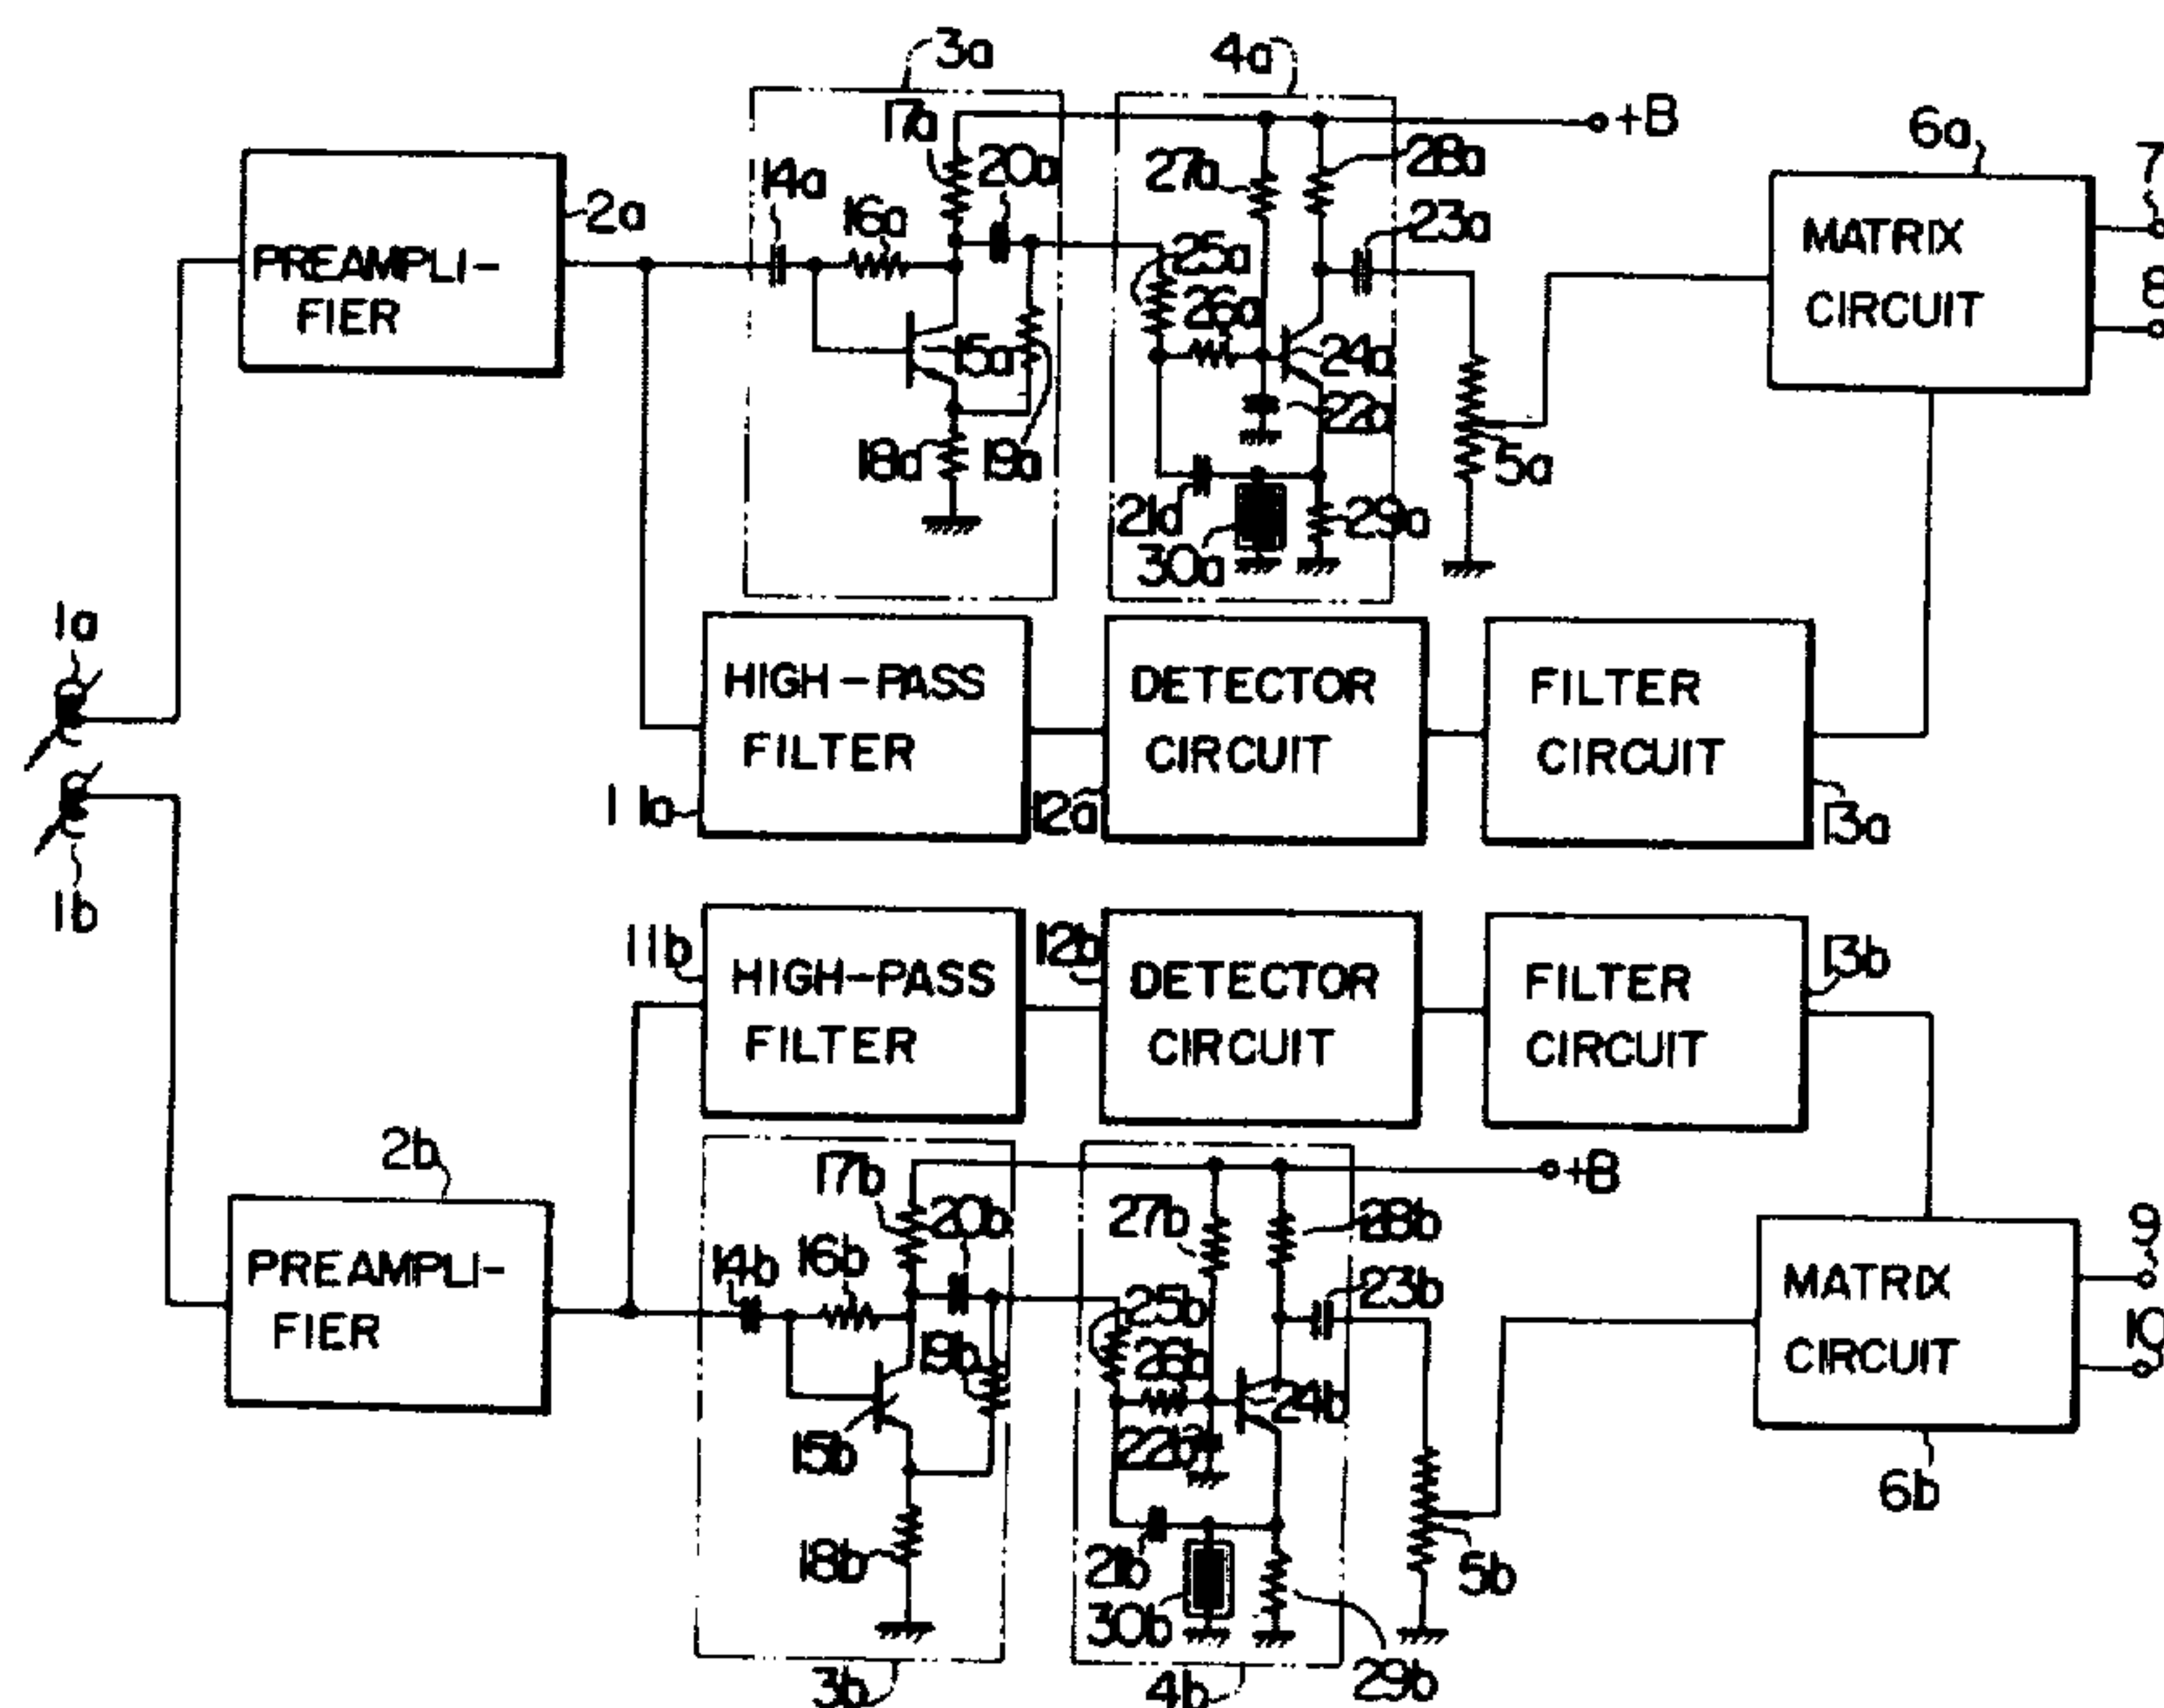 3a
4a
17a
20a
+B
6a
7
14a
16a
27a
28a
2a
23a
8
PREAMPLI-
FIER
25a
26a
MATRIX
CIRCUIT
15a
24a
22a
18a
19a
5a
21a
29a
30a
1a
HIGH-PASS
FILTER
DETECTOR
CIRCUIT
FILTER
CIRCUIT
11a
12a
13a
1b
11b
12a
13b
HIGH-PASS
FILTER
DETECTOR
CIRCUIT
FILTER
CIRCUIT
2b
17b
20b
+B
27b
28b
9
14b
16b
23b
10
PREAMPLI-
FIER
25b
MATRIX
CIRCUIT
19b
26b
24b
15b
22b
6b
18b
21b
5b
30b
3b
4b
29b